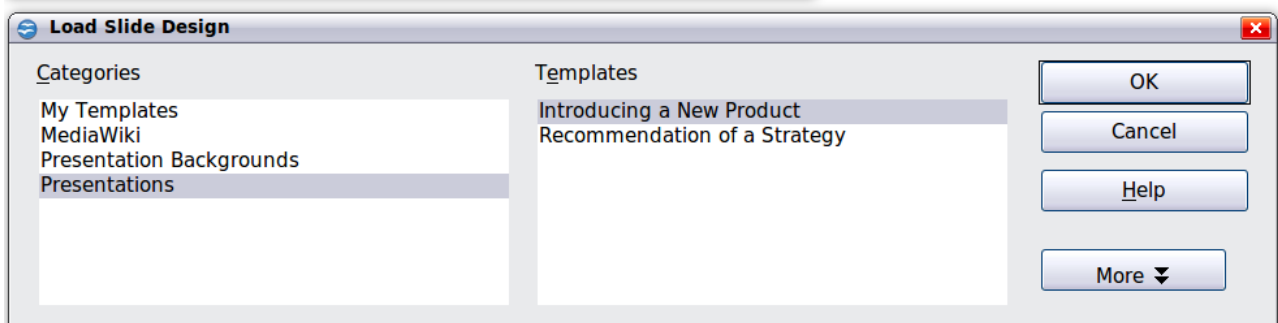 Load Slide Design
Categories
My Templates
MediaWiki
Presentation Backgrounds
Presentations
Templates
Introducing a New Product
Recommendation of a Strategy
OK
Cancel
Help
More